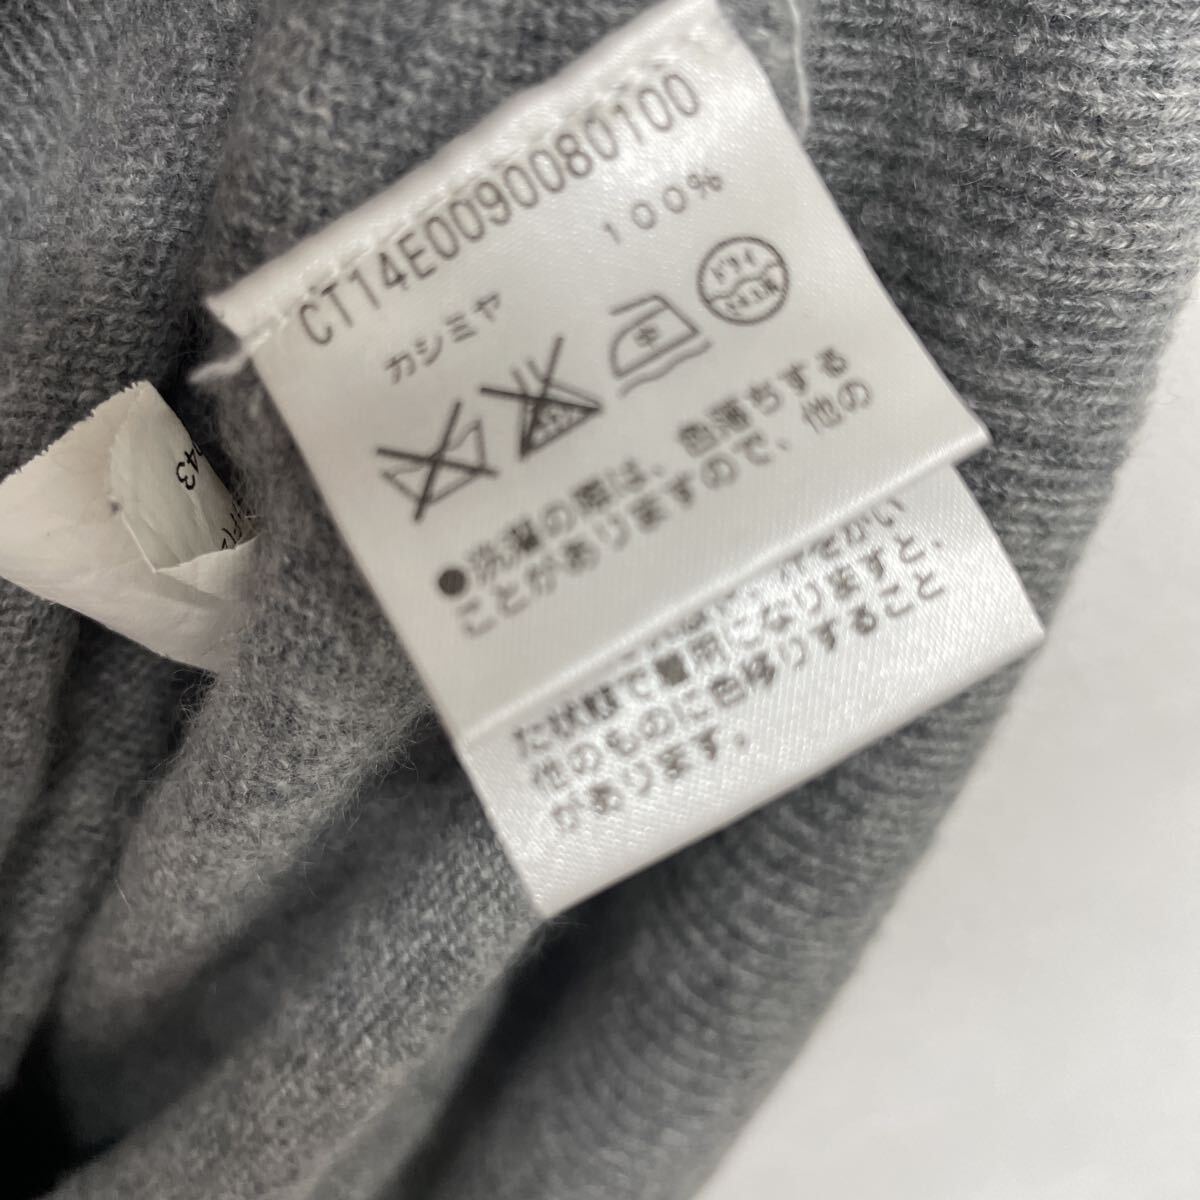 CT14E0090080100
カシミヤ 100%
ドライ
中
●洗濯の際は、色落ちする
ことがありますので、他の
た状態で着用になりますと、
他のものに色移りすること
があります。
043